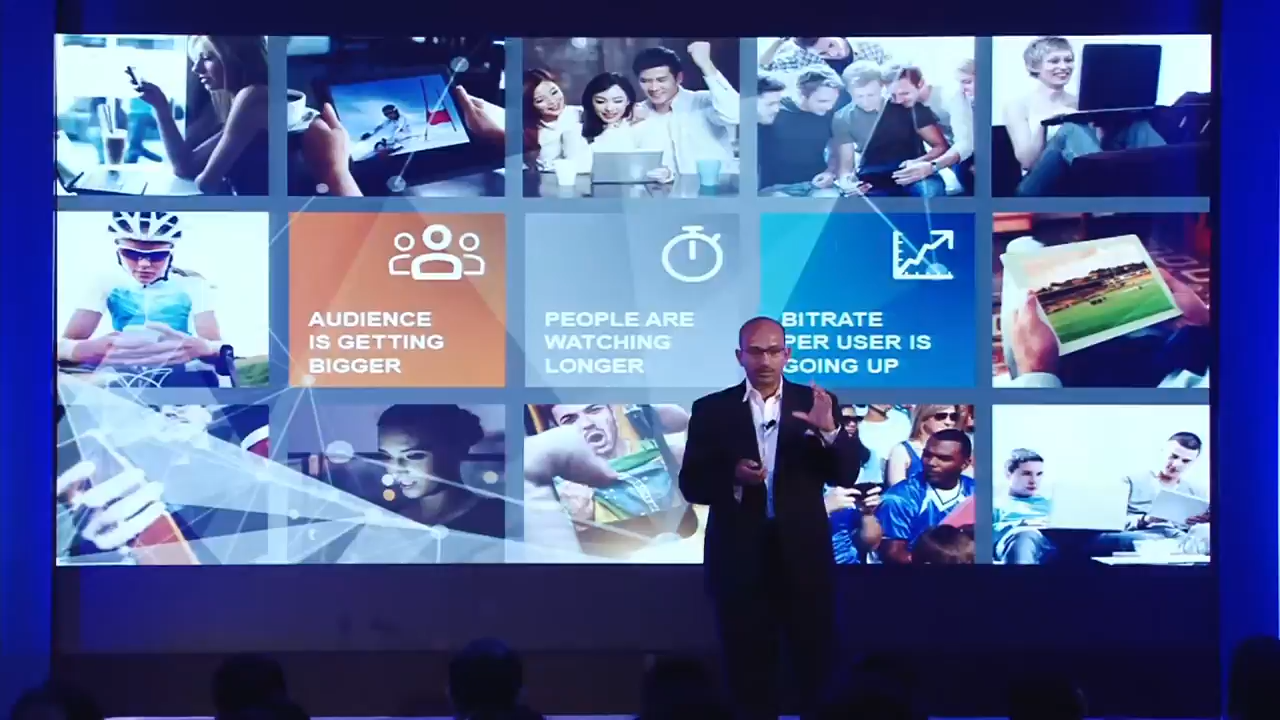 AUDIENCE
IS GETTING
BIGGER
PEOPLE ARE
WATCHING
LONGER
BITRATE
PER USER IS
GOING UP